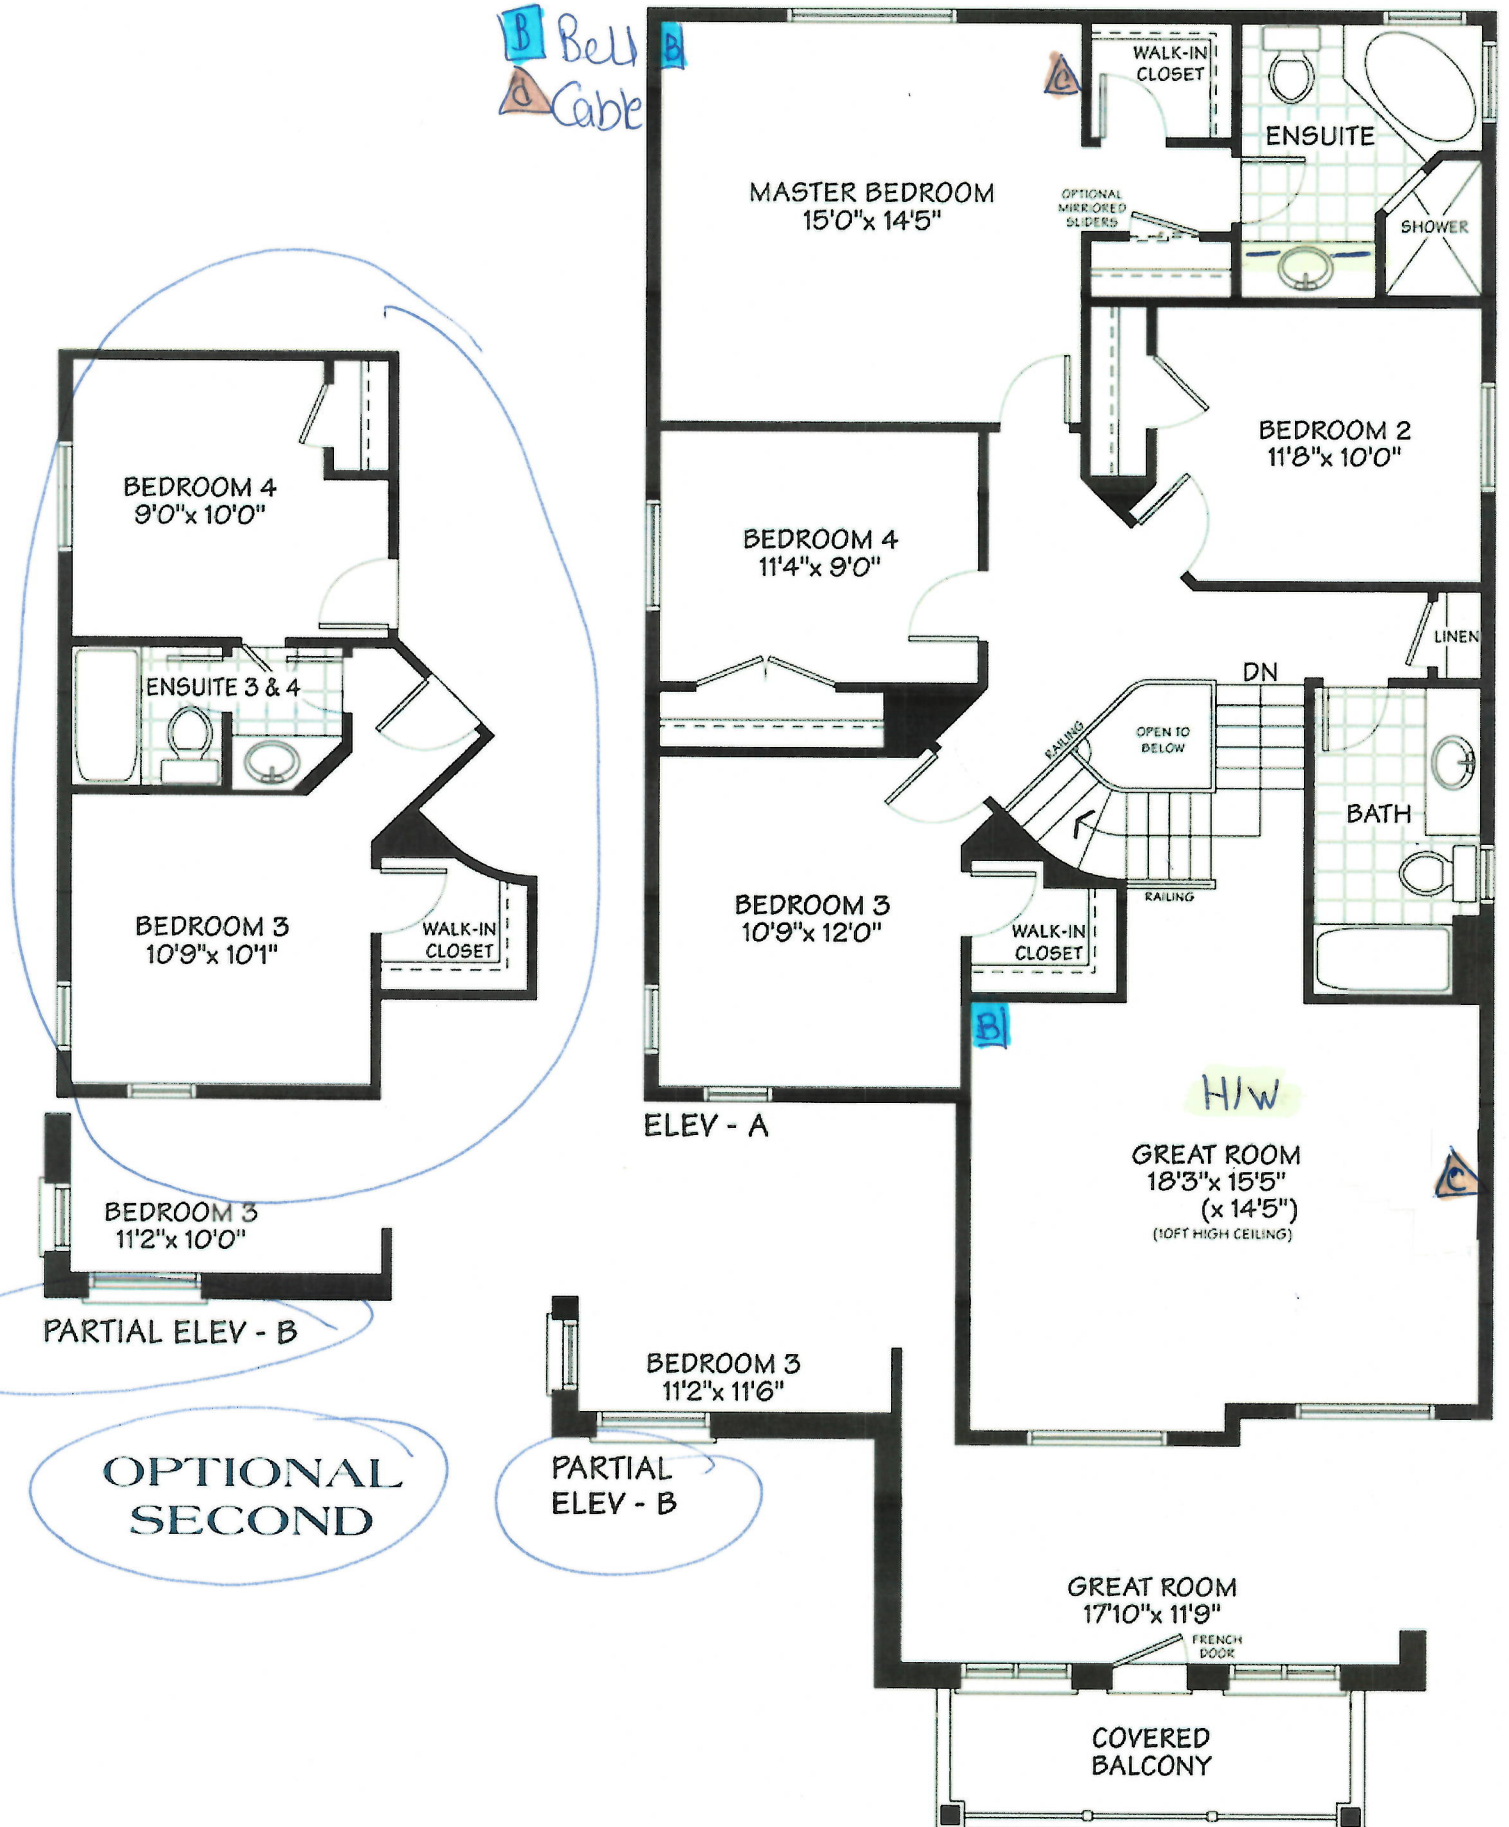 B Bell
C Cable
B
C
WALK-IN
CLOSET
ENSUITE
MASTER BEDROOM
15'0"x 14'5"
OPTIONAL
MIRRIORED
SLIDERS
SHOWER
BEDROOM 2
11'8"x 10'0"
BEDROOM 4
9'0"x 10'0"
BEDROOM 4
11'4"x 9'0"
LINEN
ENSUITE 3 & 4
DN
RAILING
OPEN TO
BELOW
BATH
RAILING
BEDROOM 3
10'9"x 10'1"
WALK-IN
CLOSET
BEDROOM 3
10'9"x 12'0"
WALK-IN
CLOSET
B
H/W
ELEV - A
GREAT ROOM
18'3"x 15'5"
(x 14'5")
(10FT HIGH CEILING)
C
BEDROOM 3
11'2"x 10'0"
PARTIAL ELEV - B
BEDROOM 3
11'2"x 11'6"
OPTIONAL
SECOND
PARTIAL
ELEV - B
GREAT ROOM
17'10"x 11'9"
FRENCH
DOOR
COVERED
BALCONY